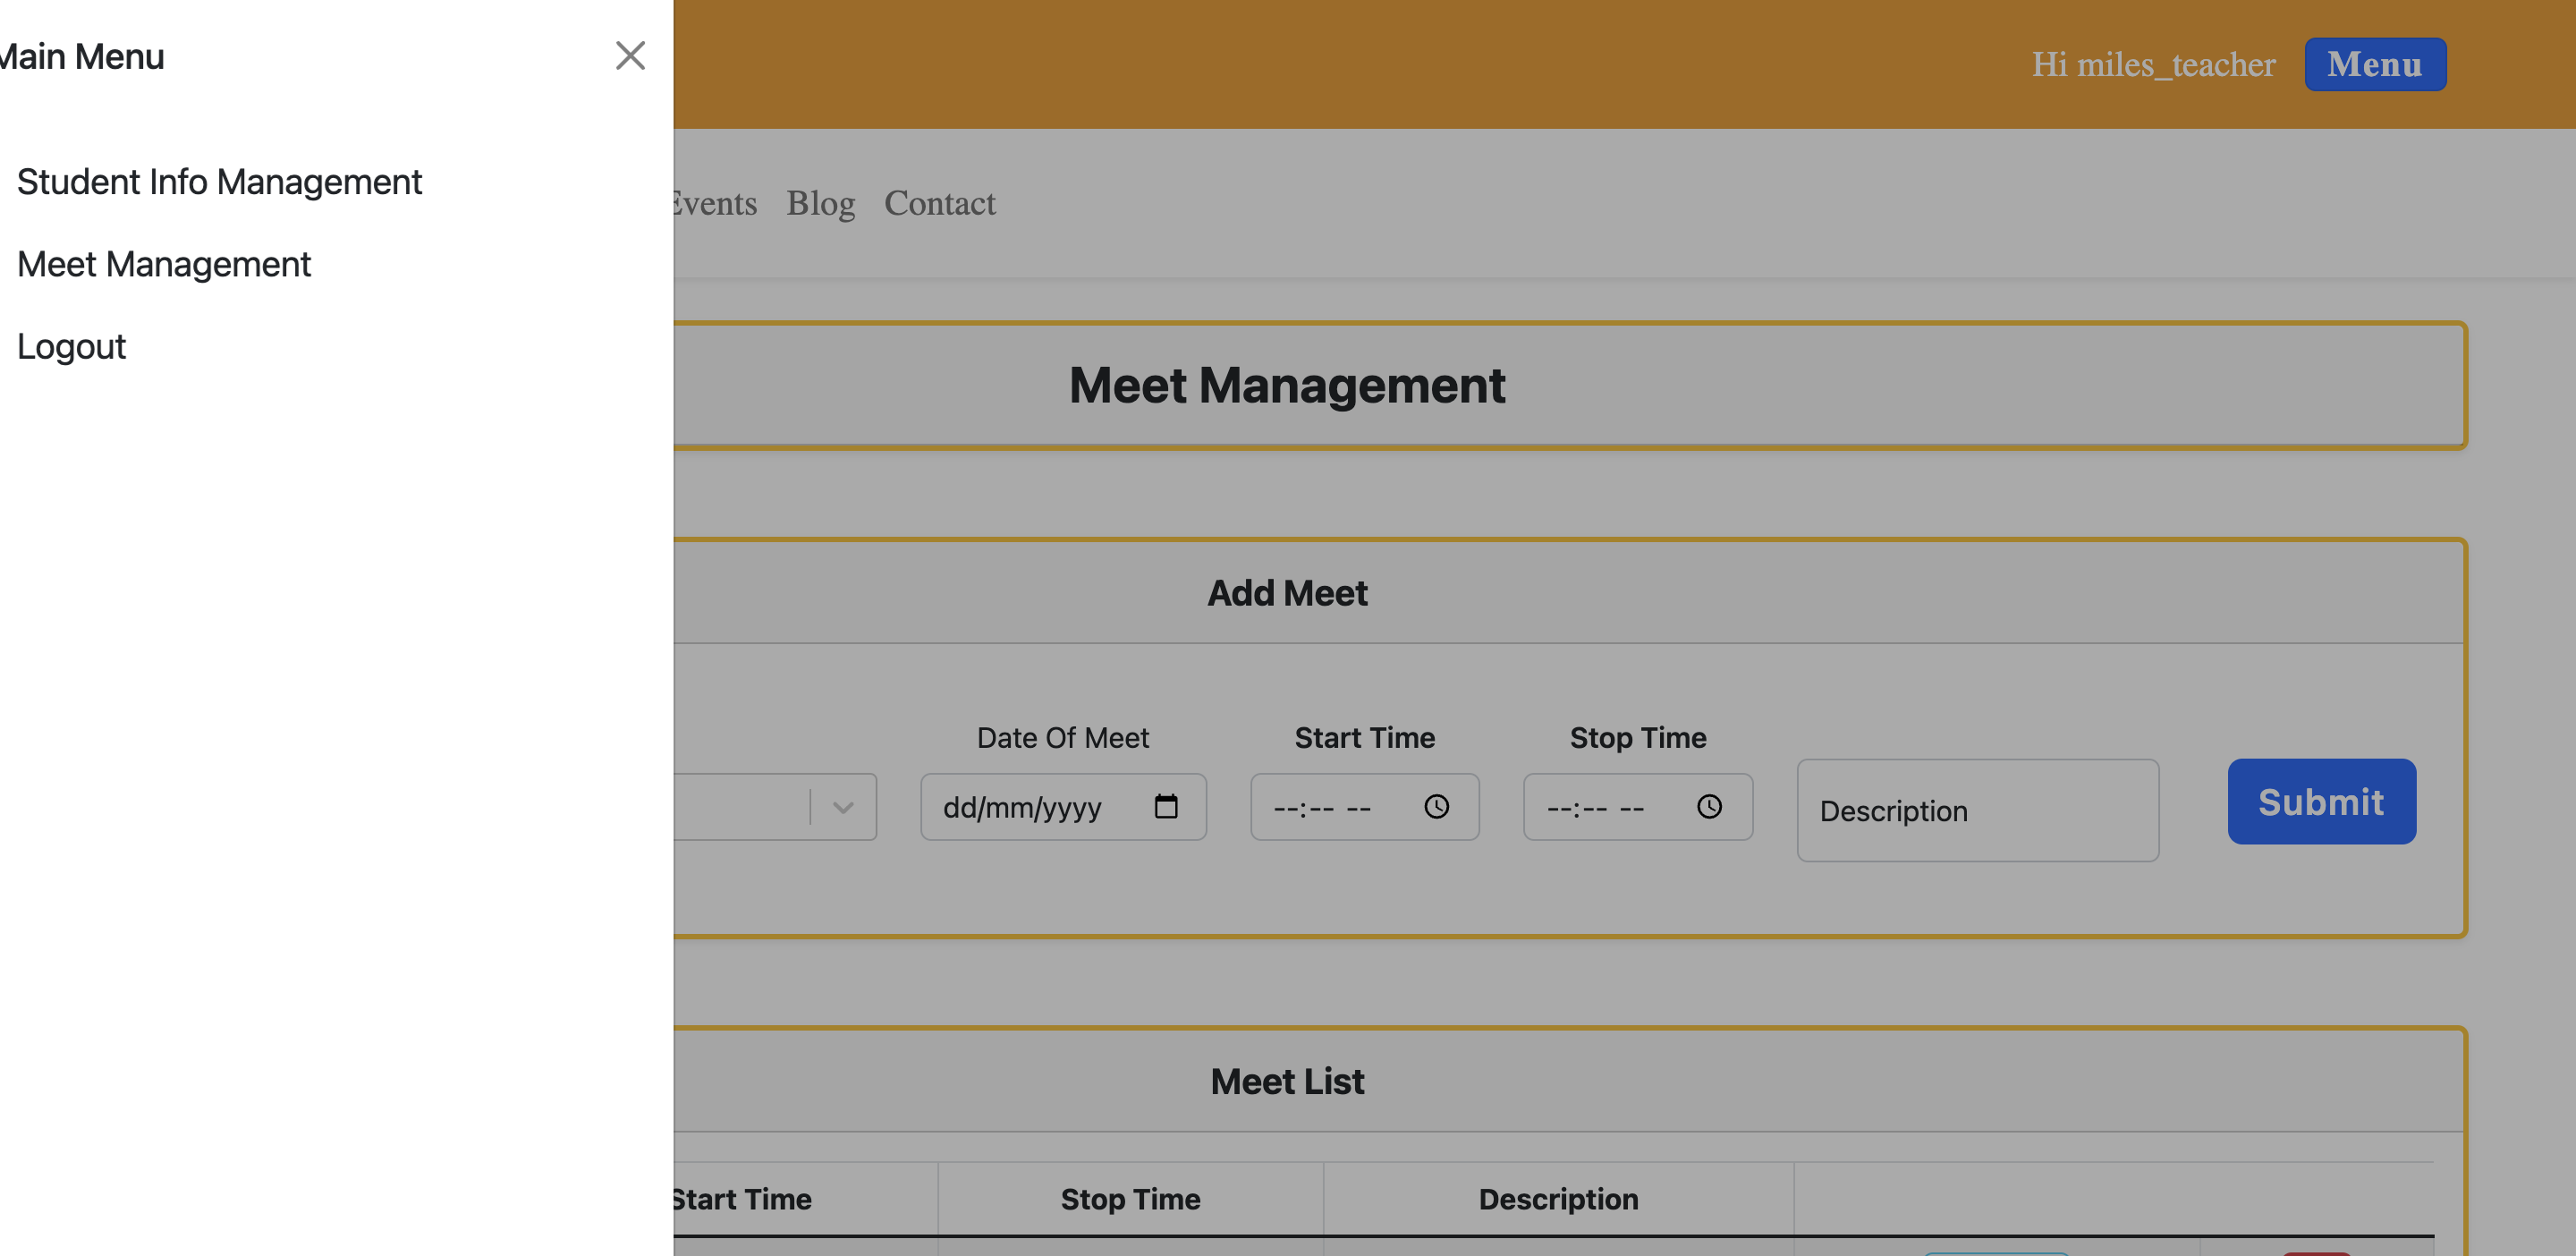 Main Menu
Hi miles_teacher Menu
Student Info Management
Events Blog Contact
Meet Management
Logout
Meet Management
Add Meet
Date Of Meet Start Time Stop Time
dd/mm/yyyy --:-- -- --:-- -- Description Submit
Meet List
Start Time Stop Time Description